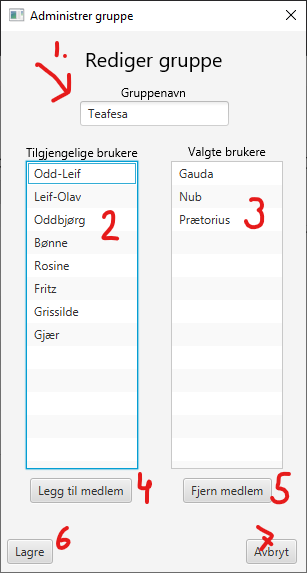 Administrer gruppe
Rediger gruppe
1.
Gruppenavn
Teafesa
Tilgjengelige brukere
Valgte brukere
Odd-Leif
Leif-Olav
Oddbjørg
Bønne
Rosine
Fritz
Grissilde
Gjær
2
Gauda
Nub
Prætorius
3
Legg til medlem
4
Fjern medlem
5
Lagre
6
Avbryt
7